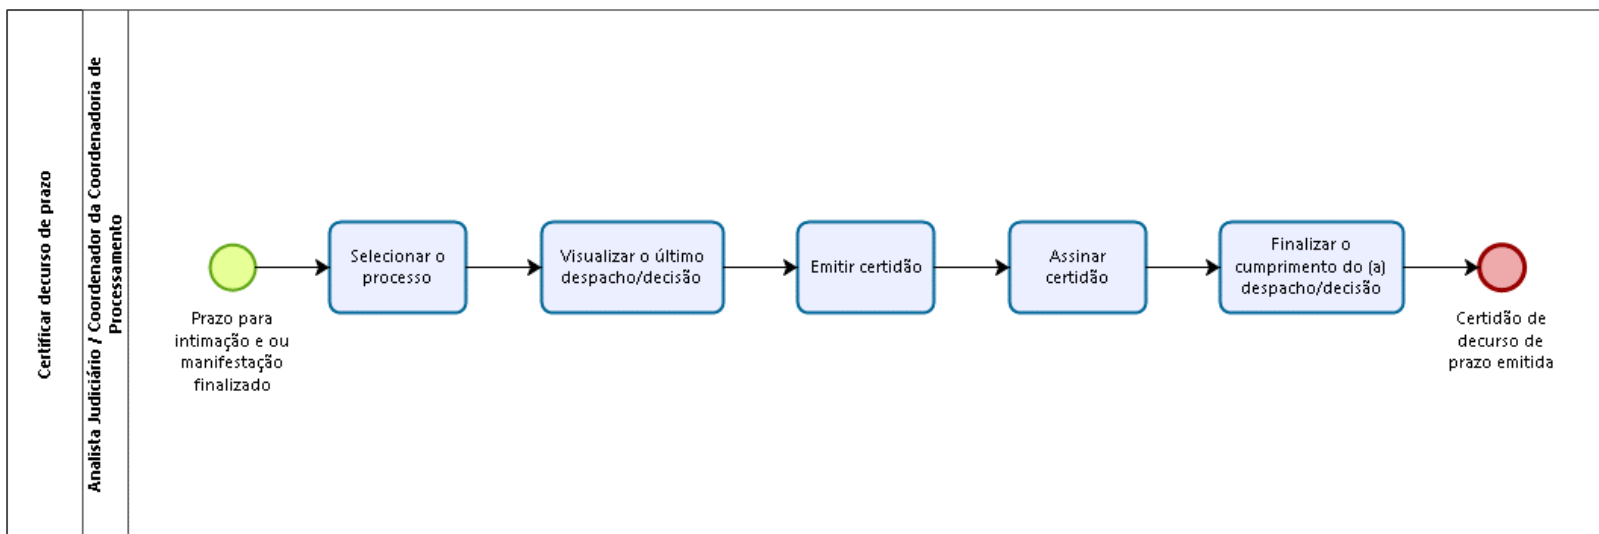 Certificar decurso de prazo
Analista Judiciário / Coordenador da Coordenadoria de
Processamento
Prazo para
intimação e ou
manifestação
finalizado
Selecionar o
processo
Visualizar o último
despacho/decisão
Emitir certidão
Assinar
certidão
Finalizar o
cumprimento do (a)
despacho/decisão
Certidão de
decurso de
prazo emitida